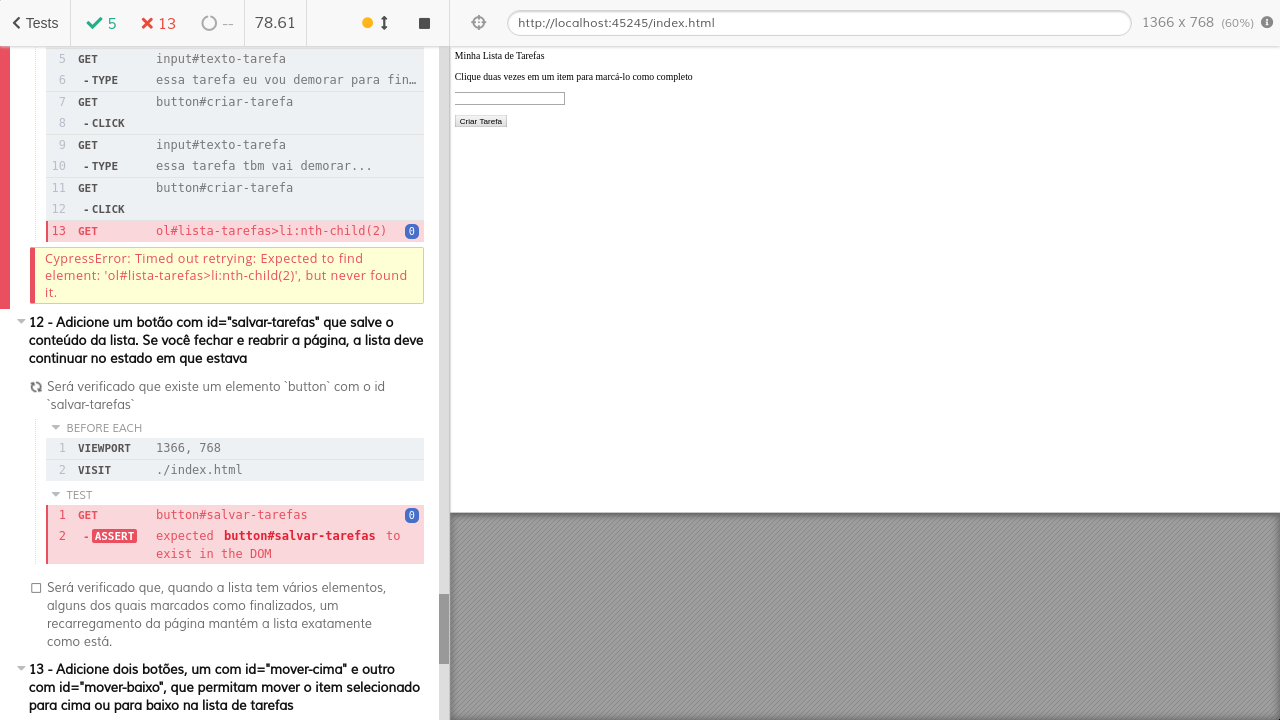 Tests 5 13 -- 78.61 http://localhost:45245/index.html 1366 x 768 (60%)
5 GET input#texto-tarefa
6 -TYPE essa tarefa eu vou demorar para fin…
7 GET button#criar-tarefa
8 -CLICK
9 GET input#texto-tarefa
10 -TYPE essa tarefa tbm vai demorar...
11 GET button#criar-tarefa
12 -CLICK
13 GET ol#lista-tarefas>li:nth-child(2) 0
CypressError: Timed out retrying: Expected to find
element: 'ol#lista-tarefas>li:nth-child(2)', but never found
it.
12 - Adicione um botão com id="salvar-tarefas" que salve o
conteúdo da lista. Se você fechar e reabrir a página, a lista deve
continuar no estado em que estava
Será verificado que existe um elemento `button` com o id
`salvar-tarefas`
BEFORE EACH
1 VIEWPORT 1366, 768
2 VISIT ./index.html
TEST
1 GET button#salvar-tarefas 0
2 -ASSERT expected button#salvar-tarefas to
exist in the DOM
Será verificado que, quando a lista tem vários elementos,
alguns dos quais marcados como finalizados, um
recarregamento da página mantém a lista exatamente
como está.
13 - Adicione dois botões, um com id="mover-cima" e outro
com id="mover-baixo", que permitam mover o item selecionado
para cima ou para baixo na lista de tarefas
Minha Lista de Tarefas
Clique duas vezes em um item para marcá-lo como completo
Criar Tarefa